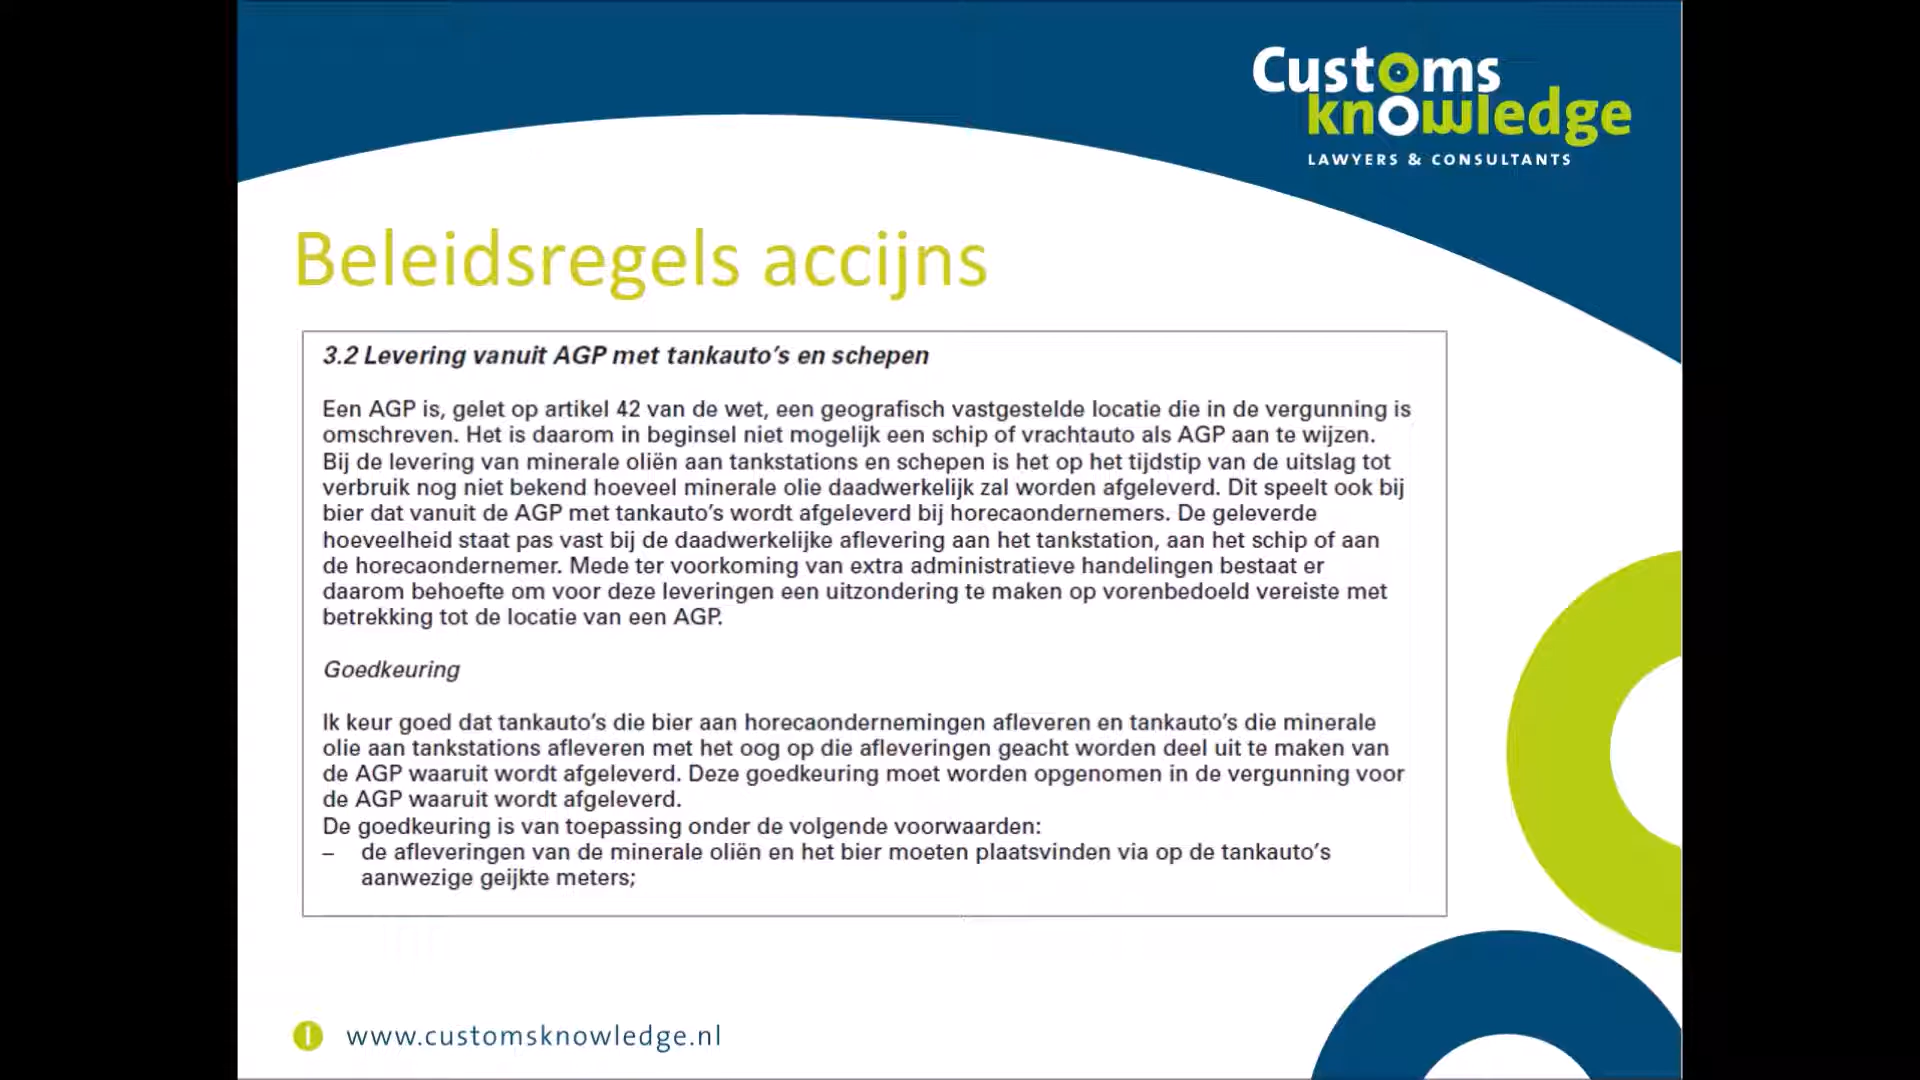 Customs
knowledge
LAWYERS & CONSULTANTS
Beleidsregels accijns
3.2 Levering vanuit AGP met tankauto's en schepen
Een AGP is, gelet op artikel 42 van de wet, een geografisch vastgestelde locatie die in de vergunning is
omschreven. Het is daarom in beginsel niet mogelijk een schip of vrachtauto als AGP aan te wijzen.
Bij de levering van minerale oliën aan tankstations en schepen is het op het tijdstip van de uitslag tot
verbruik nog niet bekend hoeveel minerale olie daadwerkelijk zal worden afgeleverd. Dit speelt ook bij
bier dat vanuit de AGP met tankauto's wordt afgeleverd bij horecaondernemers. De geleverde
hoeveelheid staat pas vast bij de daadwerkelijke aflevering aan het tankstation, aan het schip of aan
de horecaondernemer. Mede ter voorkoming van extra administratieve handelingen bestaat er
daarom behoefte om voor deze leveringen een uitzondering te maken op vorenbedoeld vereiste met
betrekking tot de locatie van een AGP.
Goedkeuring
Ik keur goed dat tankauto's die bier aan horecaondernemingen afleveren en tankauto's die minerale
olie aan tankstations afleveren met het oog op die afleveringen geacht worden deel uit te maken van
de AGP waaruit wordt afgeleverd. Deze goedkeuring moet worden opgenomen in de vergunning voor
de AGP waaruit wordt afgeleverd.
De goedkeuring is van toepassing onder de volgende voorwaarden:
– de afleveringen van de minerale oliën en het bier moeten plaatsvinden via op de tankauto's
aanwezige geijkte meters;
www.customsknowledge.nl